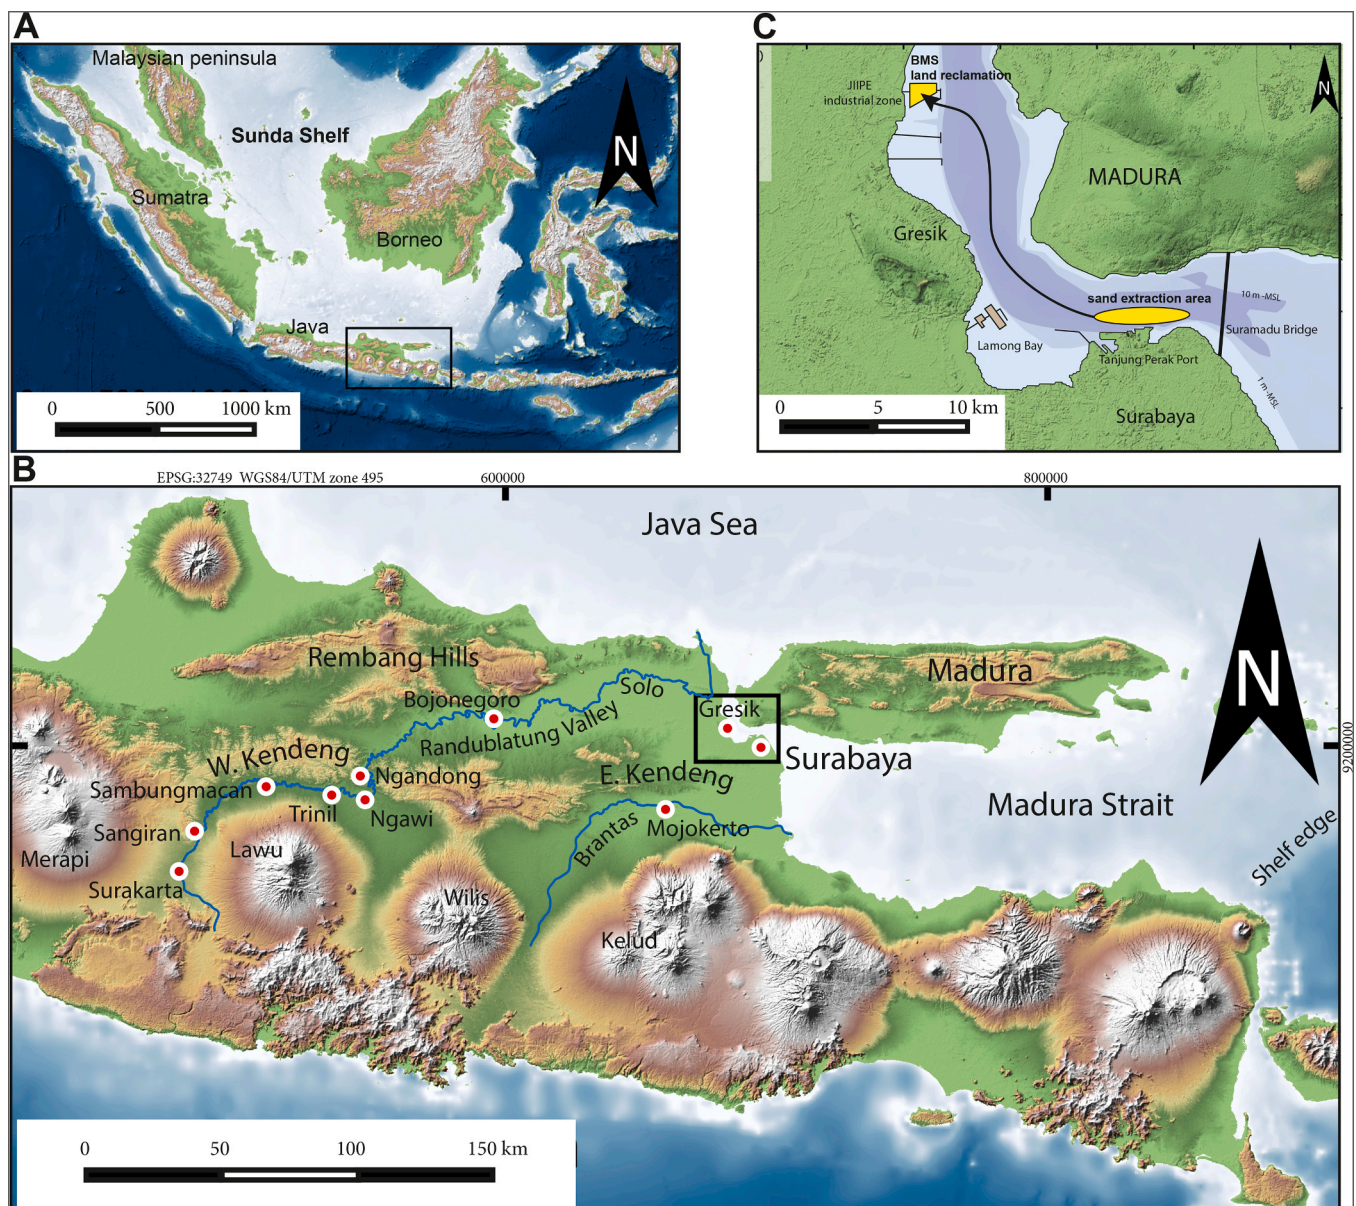 A
Malaysian peninsula
Sunda Shelf
Sumatra
Borneo
Java
N
0 500 1000 km
C
BMS
land reclamation
JIIPE
industrial zone
N
MADURA
Gresik
sand extraction area
10 m -MSL
Suramadu Bridge
Lamong Bay
Tanjung Perak Port
1 m -MSL
Surabaya
0 5 10 km
B
EPSG:32749 WGS84/UTM zone 49S
600000
800000
Java Sea
Rembang Hills
Madura
Bojonegoro
Solo
Gresik
Randublatung Valley
W. Kendeng
Surabaya
9200000
Ngandong
E. Kendeng
Sambungmacan
Trinil
Ngawi
Madura Strait
Sangiran
Brantas
Mojokerto
Merapi
Lawu
Shelf edge
Surakarta
Wilis
Kelud
N
0 50 100 150 km